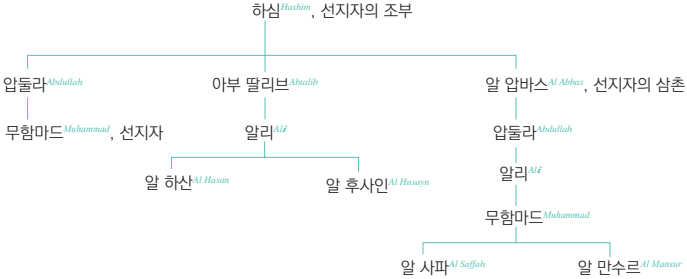 하심Hashim, 선지자의 조부
압둘라Abdullah 아부 딸리브Abtalib 알 압바스Al Abbas, 선지자의 삼촌
무함마드Muhammad, 선지자 알리Ali 압둘라Abdullah
알리Ali
알 하산Al Hasan 알 후사인Al Husayn
무함마드Muhammad
알 사파Al Saffah 알 만수르Al Mansur